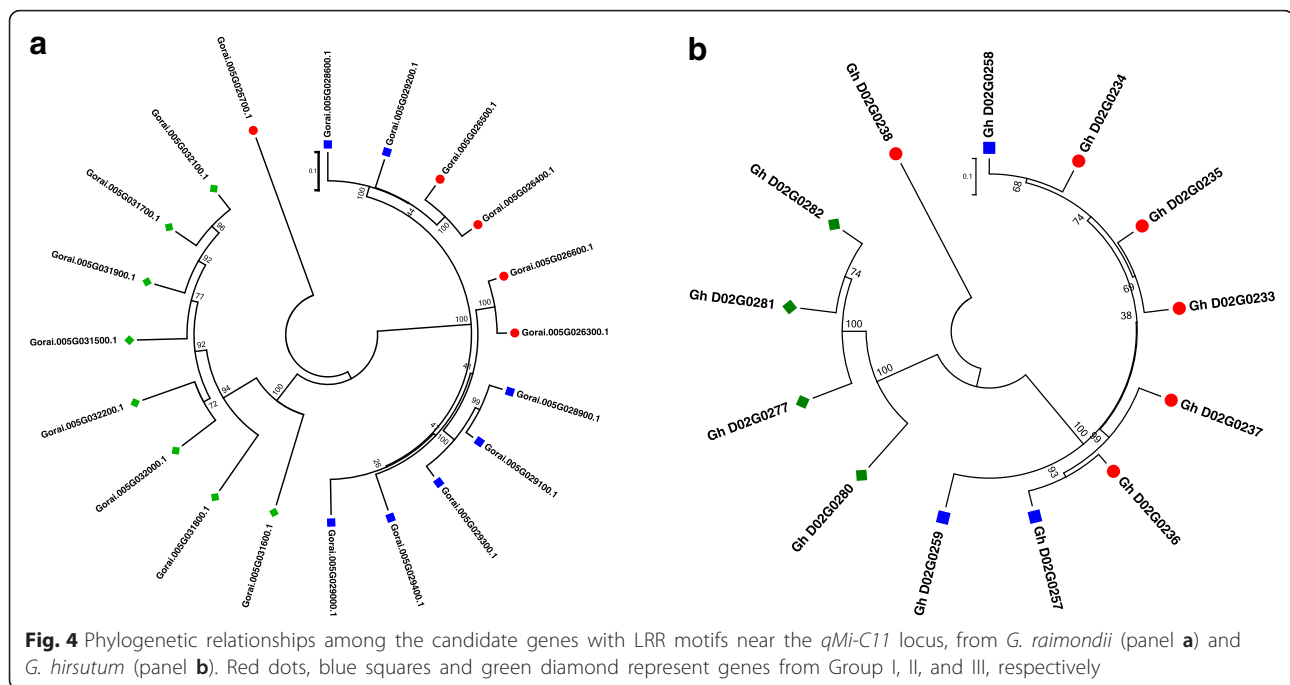 a
Gorai.005G026700.1
Gorai.005G028600.1
Gorai.005G029200.1
Gorai.005G026500.1
Gorai.005G026400.1
Gorai.005G026600.1
Gorai.005G026300.1
Gorai.005G028900.1
Gorai.005G029100.1
Gorai.005G029300.1
Gorai.005G029400.1
Gorai.005G029000.1
Gorai.005G031600.1
Gorai.005G031800.1
Gorai.005G032000.1
Gorai.005G032200.1
Gorai.005G031500.1
Gorai.005G031900.1
Gorai.005G031700.1
Gorai.005G032100.1
0.1
100
44
100
100
100
41
99
100
26
100
94
72
92
77
92
96
b
Gh D02G0238
Gh D02G0258
Gh D02G0234
Gh D02G0235
Gh D02G0233
Gh D02G0237
Gh D02G0236
Gh D02G0257
Gh D02G0259
Gh D02G0280
Gh D02G0277
Gh D02G0281
Gh D02G0282
0.1
68
74
69
38
99
93
100
100
100
74
Fig. 4 Phylogenetic relationships among the candidate genes with LRR motifs near the qMi-C11 locus, from G. raimondii (panel a) and
G. hirsutum (panel b). Red dots, blue squares and green diamond represent genes from Group I, II, and III, respectively